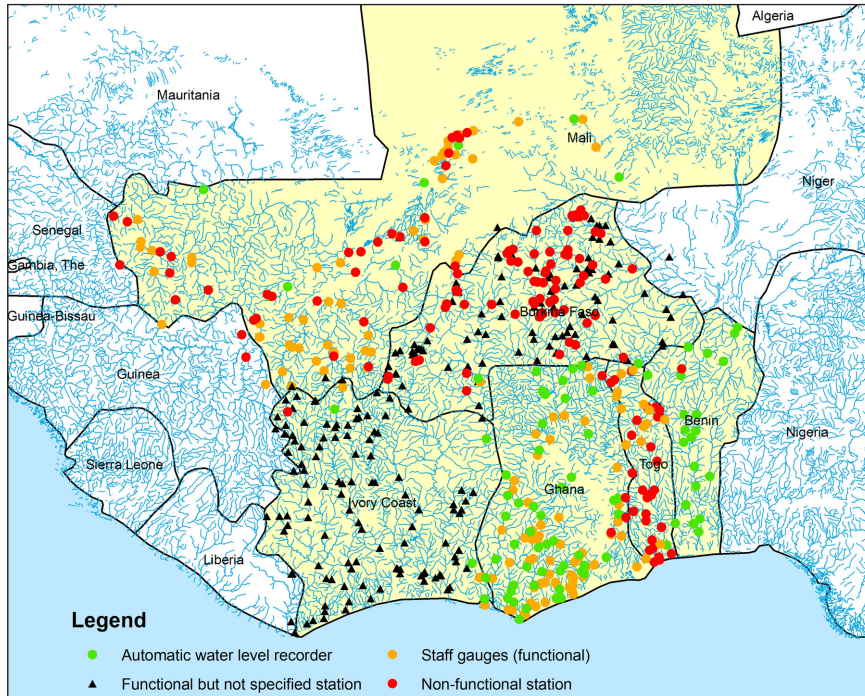 Algeria
Mauritania
Mali
Niger
Senegal
Gambia, The
Guinea-Bissau
Burkina Faso
Guinea
Benin
Nigeria
Sierra Leone
Togo
Ghana
Ivory Coast
Liberia
Legend
Automatic water level recorder
Staff gauges (functional)
Functional but not specified station
Non-functional station